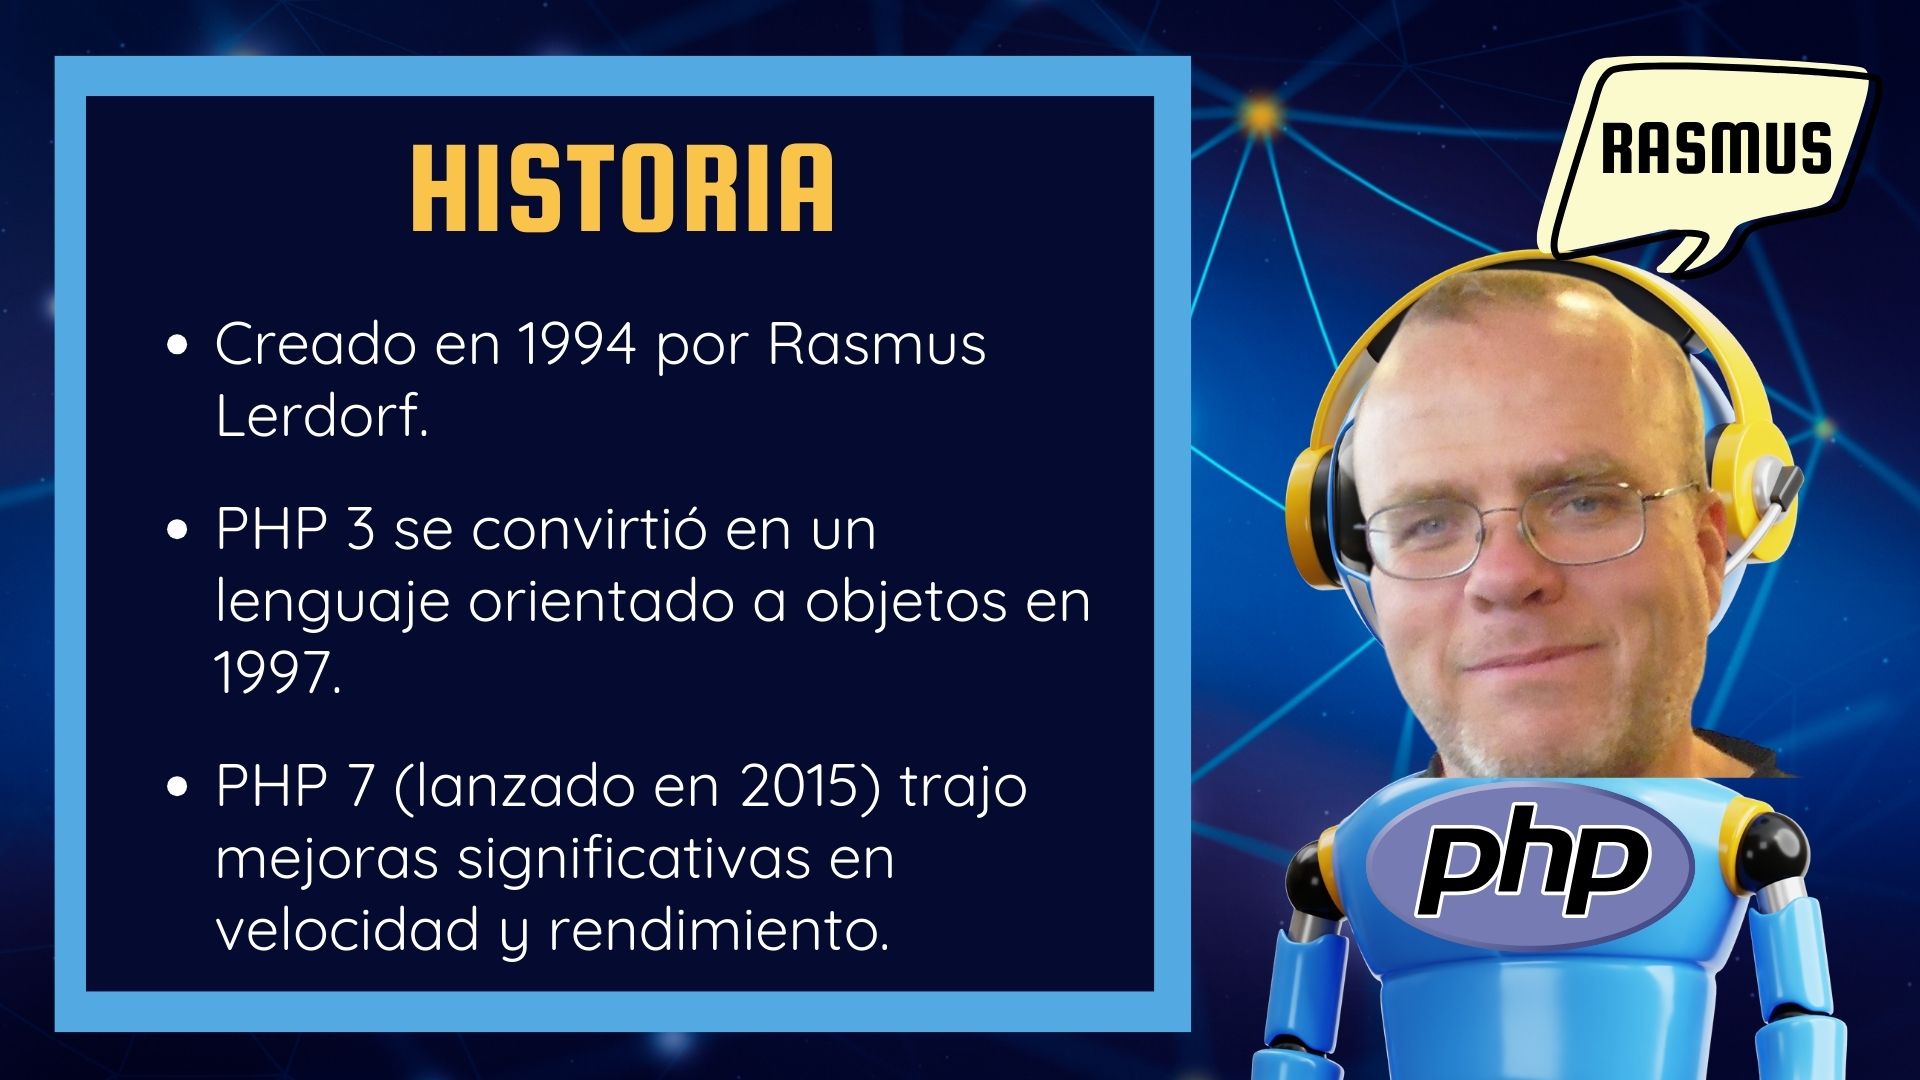 HISTORIA
• Creado en 1994 por Rasmus
Lerdorf.
• PHP 3 se convirtió en un
lenguaje orientado a objetos en
1997.
• PHP 7 (lanzado en 2015) trajo
mejoras significativas en
velocidad y rendimiento.
RASMUS
php